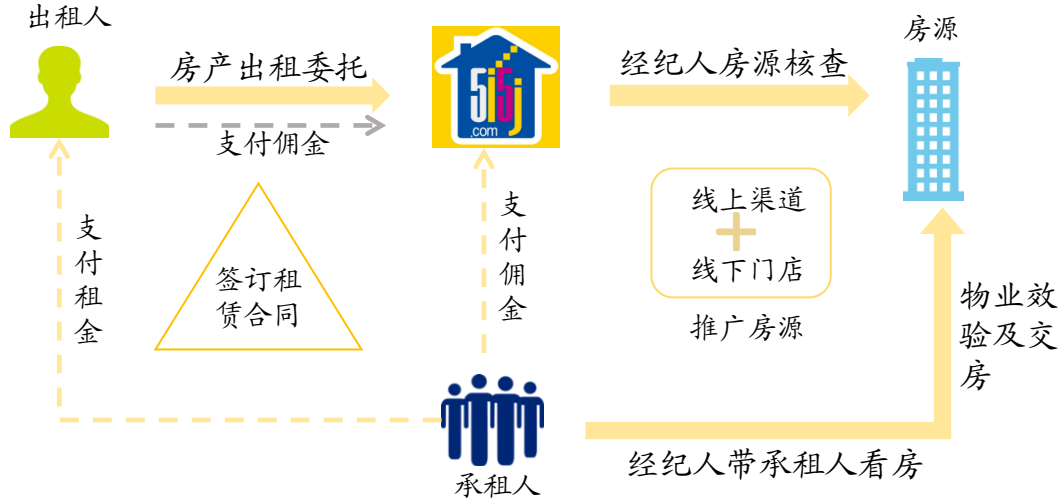 出租人
房源
房产出租委托
经纪人房源核查
5i5j
.com
支付佣金
支付租金
签订租
赁合同
支付佣金
线上渠道
线下门店
推广房源
物业效
验及交
房
经纪人带承租人看房
承租人